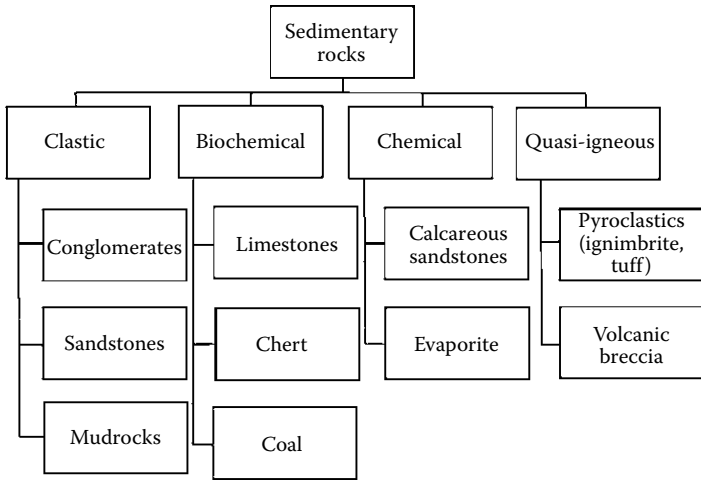 Sedimentary
rocks
Clastic
Biochemical
Chemical
Quasi-igneous
Conglomerates
Limestones
Calcareous
sandstones
Pyroclastics
(ignimbrite,
tuff)
Sandstones
Chert
Evaporite
Volcanic
breccia
Mudrocks
Coal